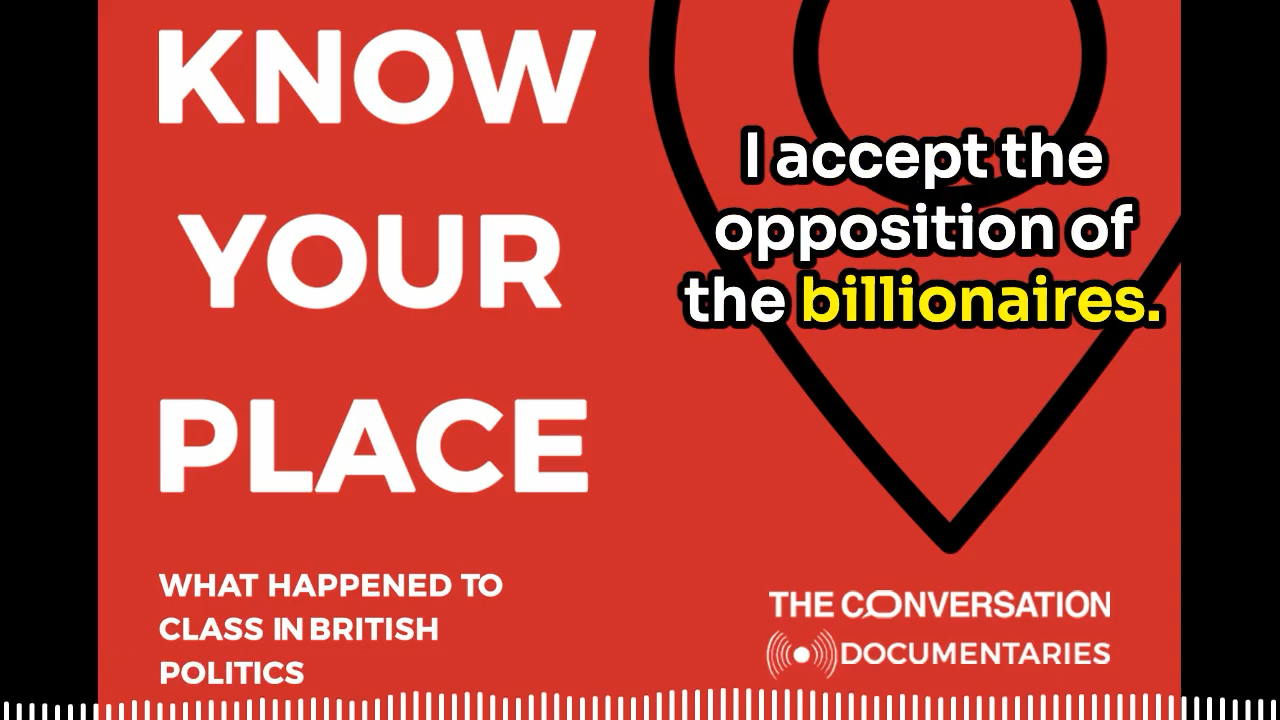 KNOW
YOUR
PLACE
I accept the
opposition of
the billionaires.
WHAT HAPPENED TO
CLASS IN BRITISH
POLITICS
THE CONVERSATION
DOCUMENTARIES